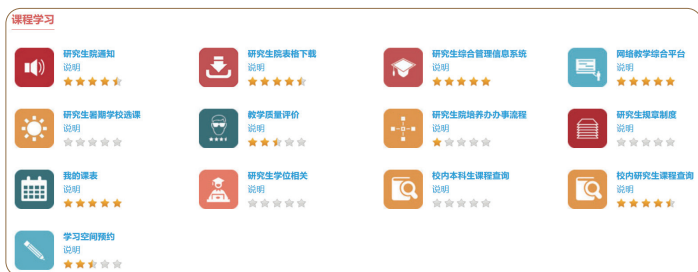 课程学习
研究生院通知
说明
研究生院表格下载
说明
研究生综合管理信息系统
说明
网络教学综合平台
说明
研究生暑期学校选课
说明
教学质量评价
说明
研究生院培养办办事流程
说明
研究生规章制度
说明
我的课表
说明
研究生学位相关
说明
校内本科生课程查询
说明
校内研究生课程查询
说明
学习空间预约
说明